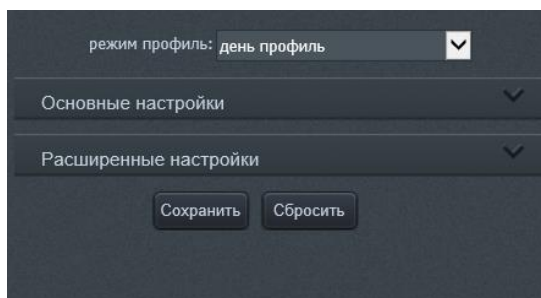 режим профиль: день профиль
Основные настройки
Расширенные настройки
Сохранить Сбросить